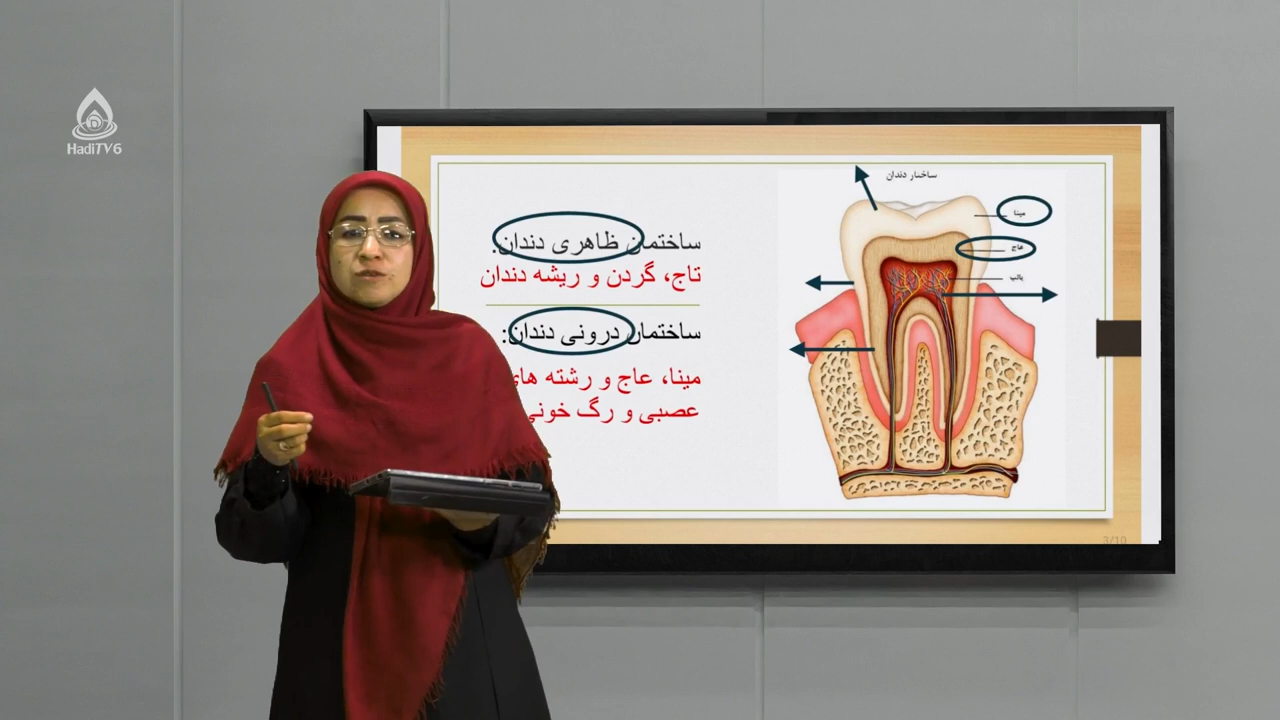 HadiTV6
ساختمان ظاهری دندان:
تاج، گردن و ریشه دندان
ساختمان درونی دندان:
مینا، عاج و رشته های
عصبی و رگ خونی
ساختار دندان
مینا
عاج
پالپ
3/10